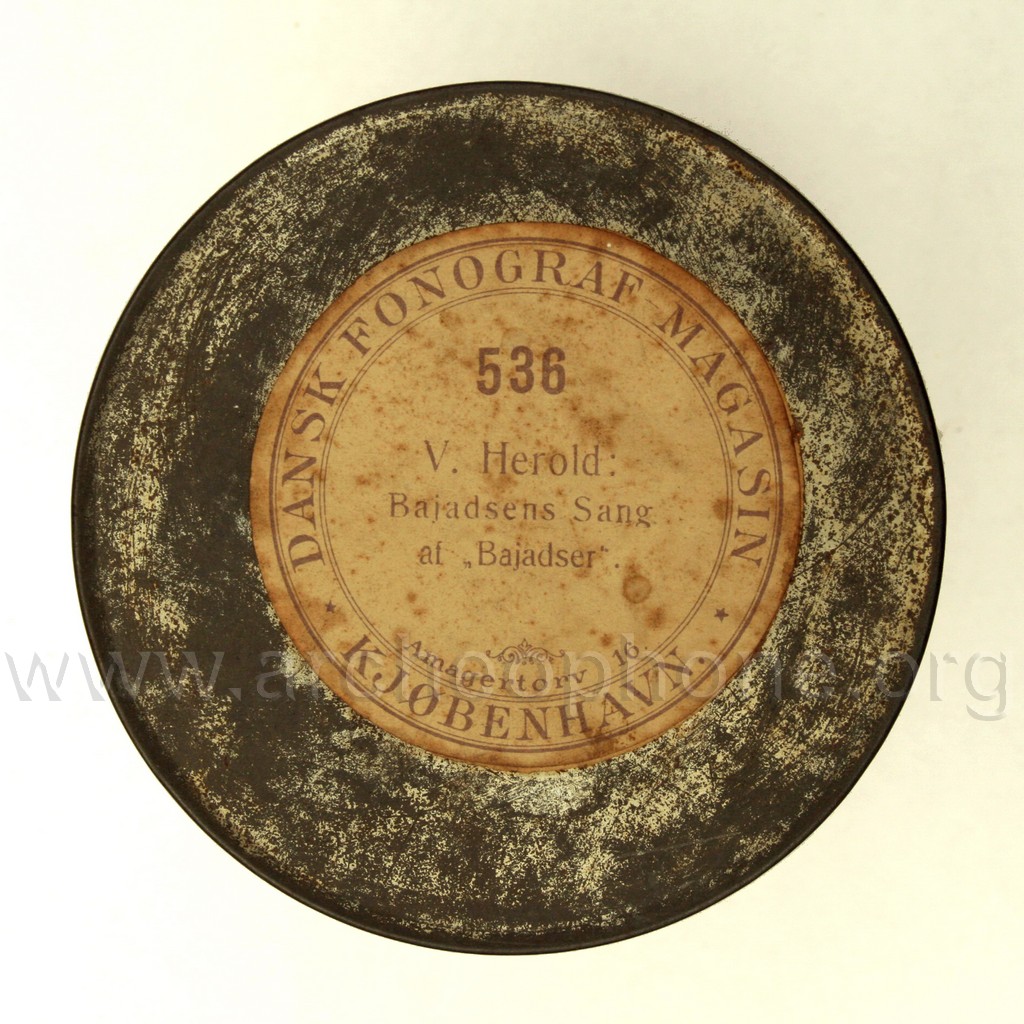 DANSK FONOGRAF MAGASIN
536
V. Herold:
Bajadsens Sang
af „Bajadser“.
Amagertorv 16.
KJØBENHAVN.
www.archeophone.org